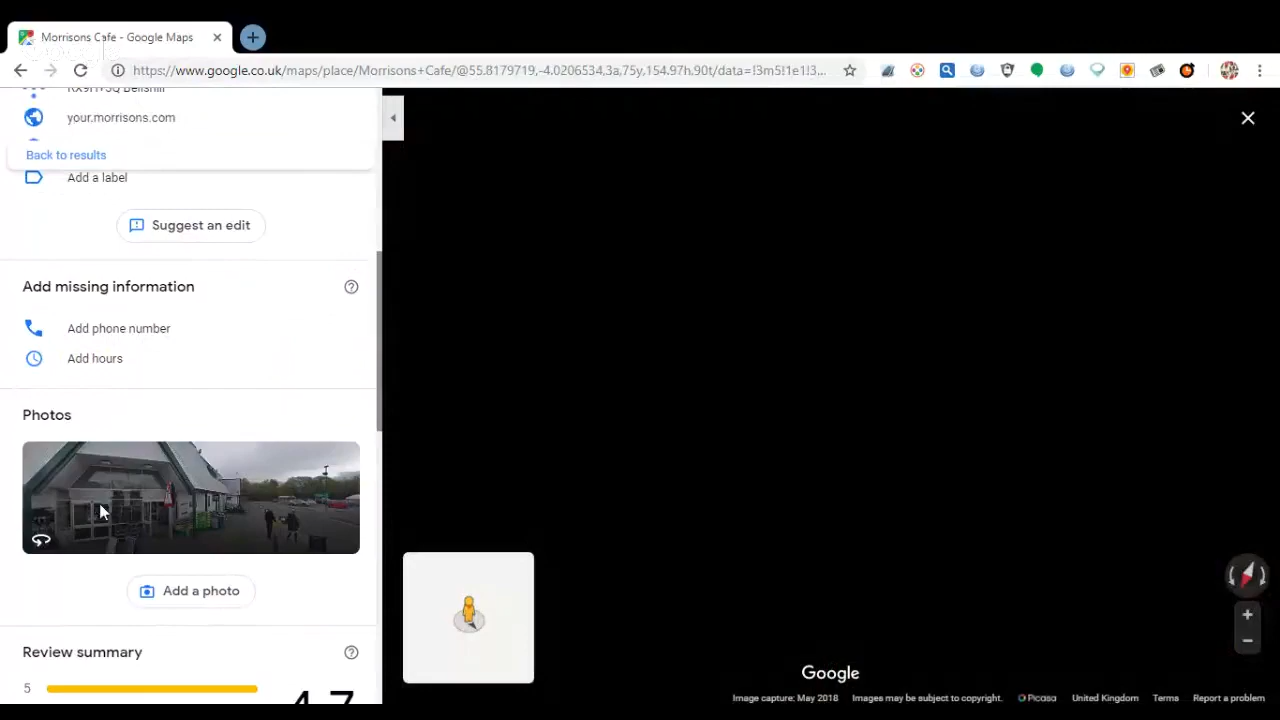 Morrisons Cafe - Google Maps
https://www.google.co.uk/maps/place/Morrisons+Cafe/@55.8179719,-4.0206534,3a,75y,154.97h,90t/data=!3m5!1e1!3...
your.morrisons.com
Back to results
Add a label
Suggest an edit
Add missing information
Add phone number
Add hours
Photos
Add a photo
Review summary
5
4.7
Google
Image capture: May 2018
Images may be subject to copyright.
Picasa
United Kingdom
Terms
Report a problem